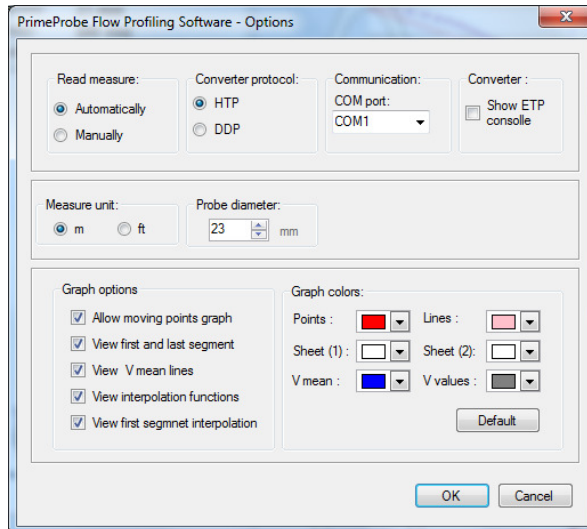 PrimeProbe Flow Profiling Software - Options
Read measure:
Automatically
Manually
Converter protocol:
HTP
DDP
Communication:
COM port:
COM1
Converter :
Show ETP
consolle
Measure unit:
m ft
Probe diameter:
23 mm
Graph options
Allow moving points graph
View first and last segment
View V mean lines
View interpolation functions
View first segmnet interpolation
Graph colors:
Points : Lines :
Sheet (1) : Sheet (2):
V mean : V values :
Default
OK Cancel